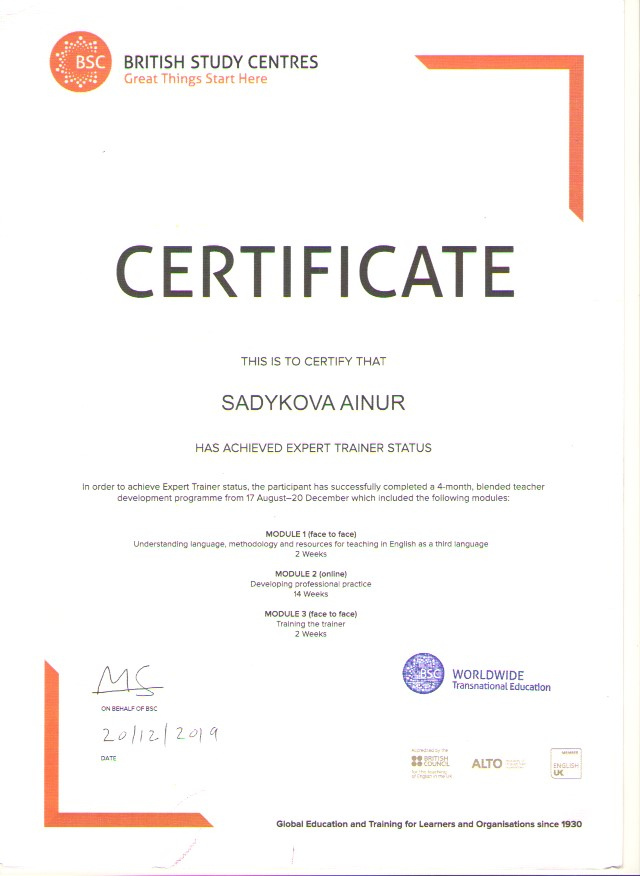 BSC
BRITISH STUDY CENTRES
Great Things Start Here
CERTIFICATE
THIS IS TO CERTIFY THAT
SADYKOVA AINUR
HAS ACHIEVED EXPERT TRAINER STATUS
In order to achieve Expert Trainer status, the participant has successfully completed a 4-month, blended teacher
development programme from 17 August–20 December which included the following modules:
MODULE 1 (face to face)
Understanding language, methodology and resources for teaching in English as a third language
2 Weeks
MODULE 2 (online)
Developing professional practice
14 Weeks
MODULE 3 (face to face)
Training the trainer
2 Weeks
MS
ON BEHALF OF BSC
20/12/2019
DATE
BSC
WORLDWIDE
Transnational Education
Accredited by the
BRITISH
COUNCIL
for the teaching
of English in the UK
ALTO
MEMBER
ENGLISH
UK
Global Education and Training for Learners and Organisations since 1930